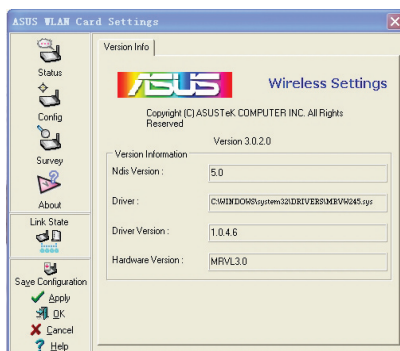 ASUS WLAN Card Settings
Status
Config
Survey
About
Link State
Save Configuration
Apply
OK
Cancel
Help
Version Info
ASUS
Wireless Settings
Copyright (C) ASUSTeK COMPUTER INC. All Rights
Reserved
Version 3.0.2.0
Version Information
Ndis Version : 5.0
Driver : C:\WINDOWS\system32\DRIVERS\MRVW245.sys
Driver Version : 1.0.4.6
Hardware Version : MRVL3.0